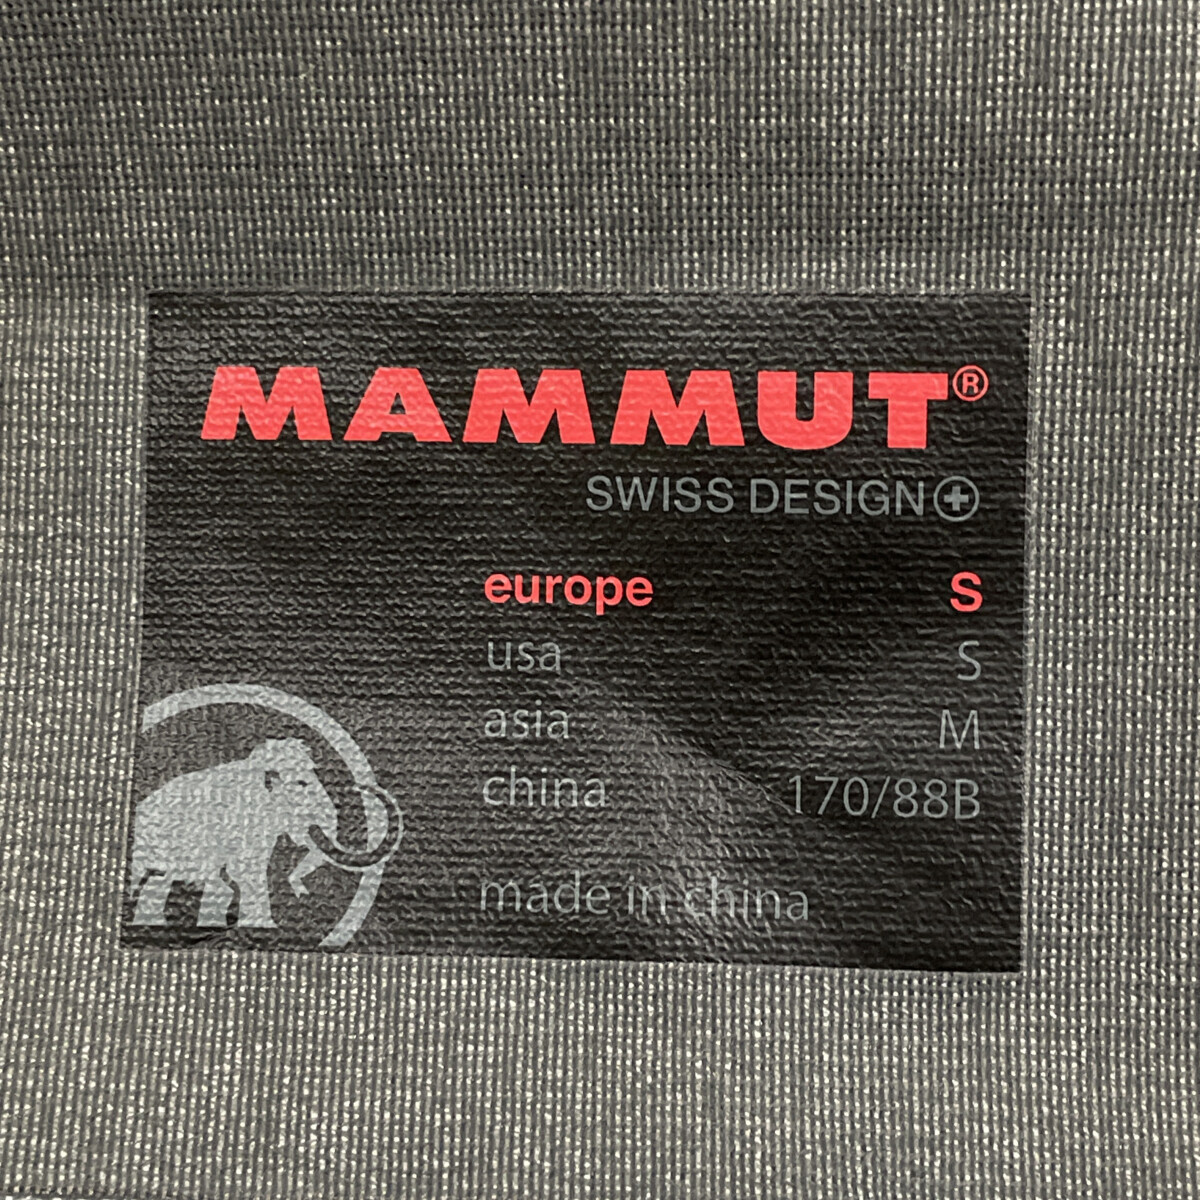 MAMMUT®
SWISS DESIGN
europe S
usa S
asia M
china 170/88B
made in china